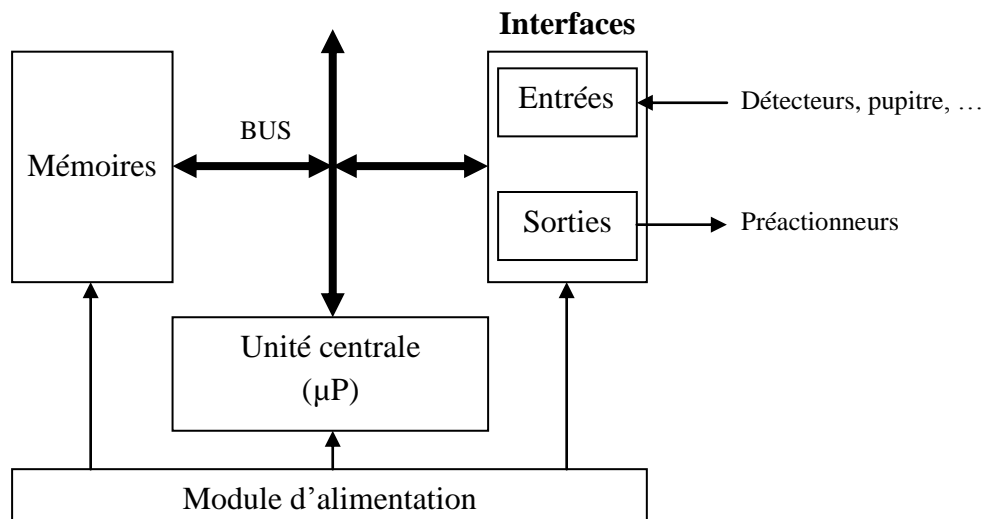 Interfaces
Entrées
Détecteurs, pupitre, …
BUS
Mémoires
Sorties
Préactionneurs
Unité centrale
(µP)
Module d’alimentation